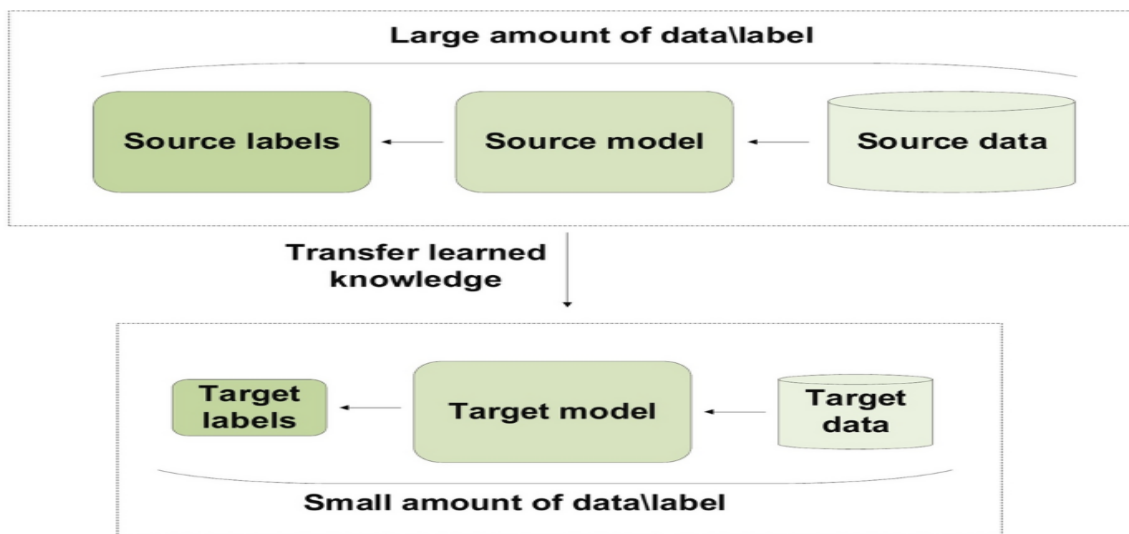 Large amount of data\label
Source labels
Source model
Source data
Transfer learned
knowledge
Target
labels
Target model
Target
data
Small amount of data\label